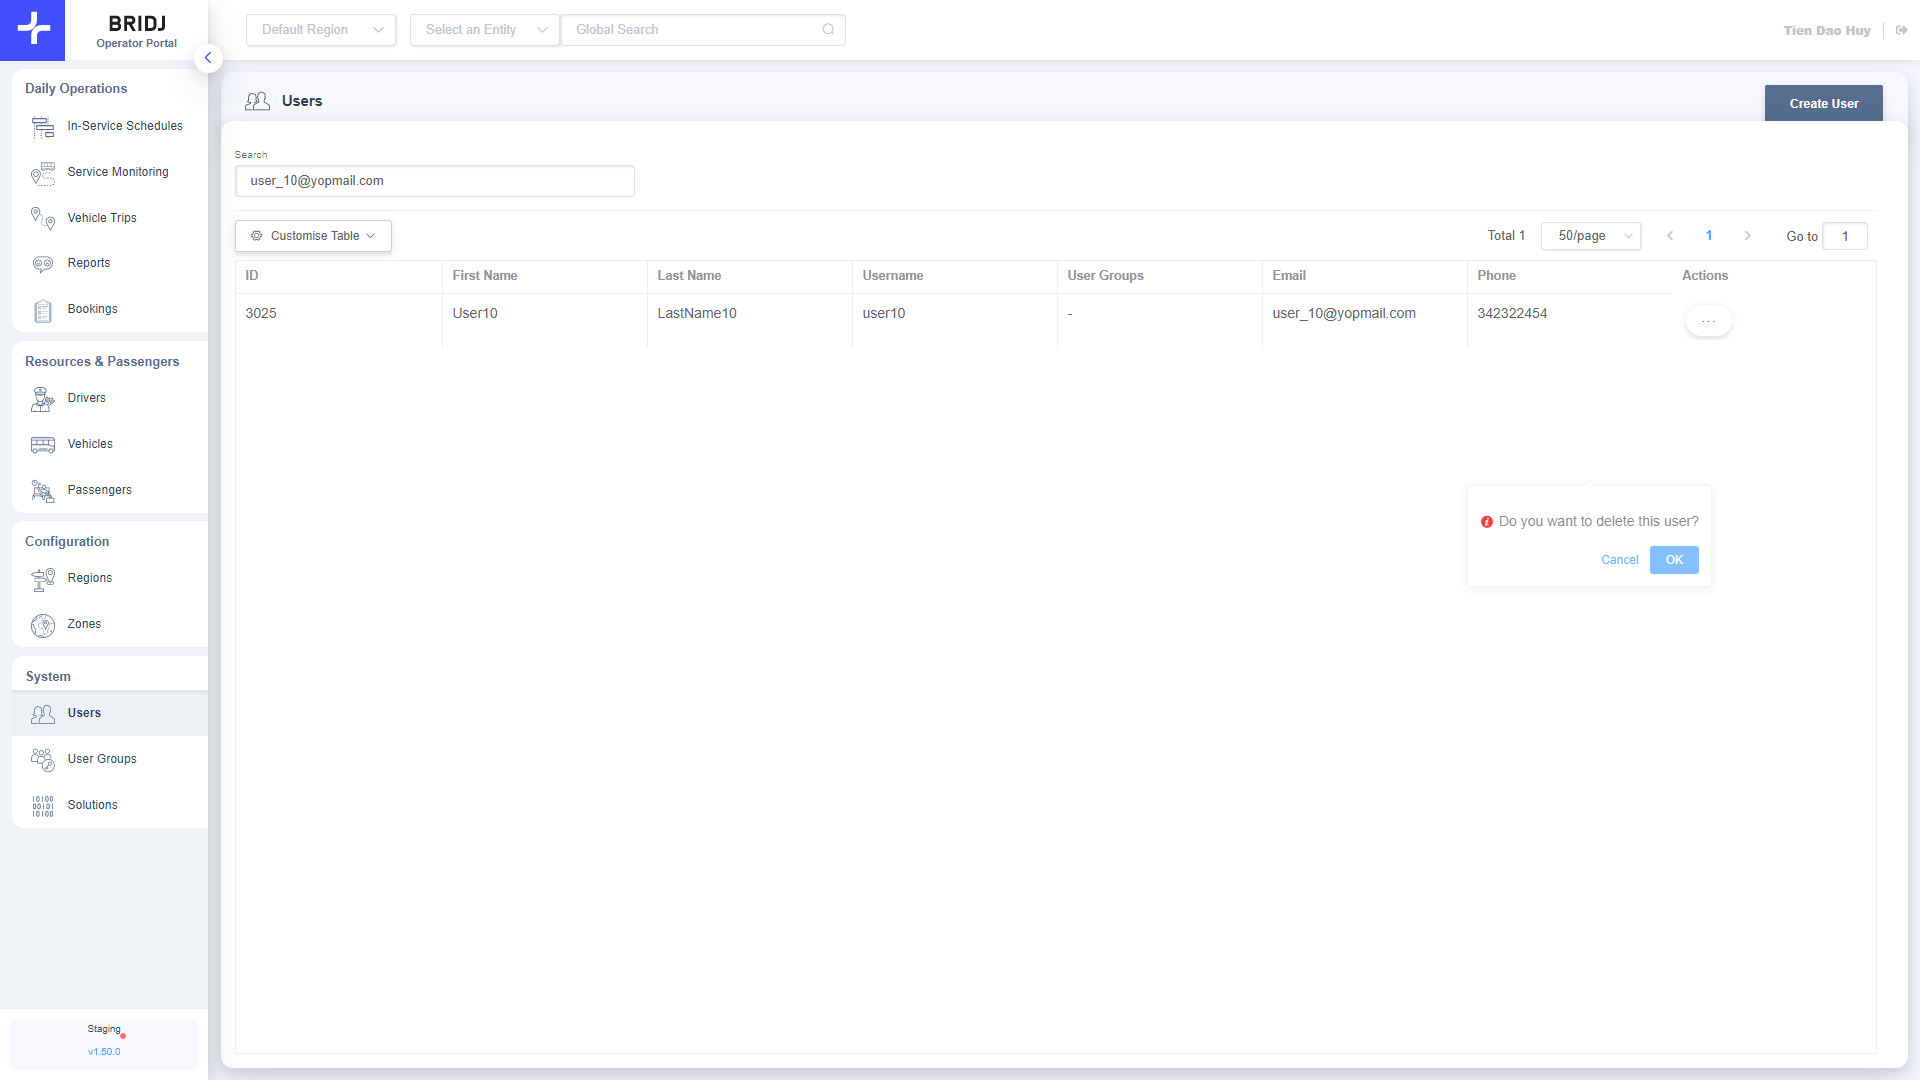 BRIDJ
Operator Portal
Default Region
Select an Entity
Global Search
Tien Dao Huy
Daily Operations
In-Service Schedules
Service Monitoring
Vehicle Trips
Reports
Bookings
Resources & Passengers
Drivers
Vehicles
Passengers
Configuration
Regions
Zones
System
Users
User Groups
10100
00101
10100
Solutions
Staging
v1.50.0
Users
Create User
Search
user_10@yopmail.com
Customise Table
Total 1
50/page
1
Go to
1
ID First Name Last Name Username User Groups Email Phone Actions
3025 User10 LastName10 user10 - user_10@yopmail.com 342322454 ...
Do you want to delete this user?
Cancel
OK